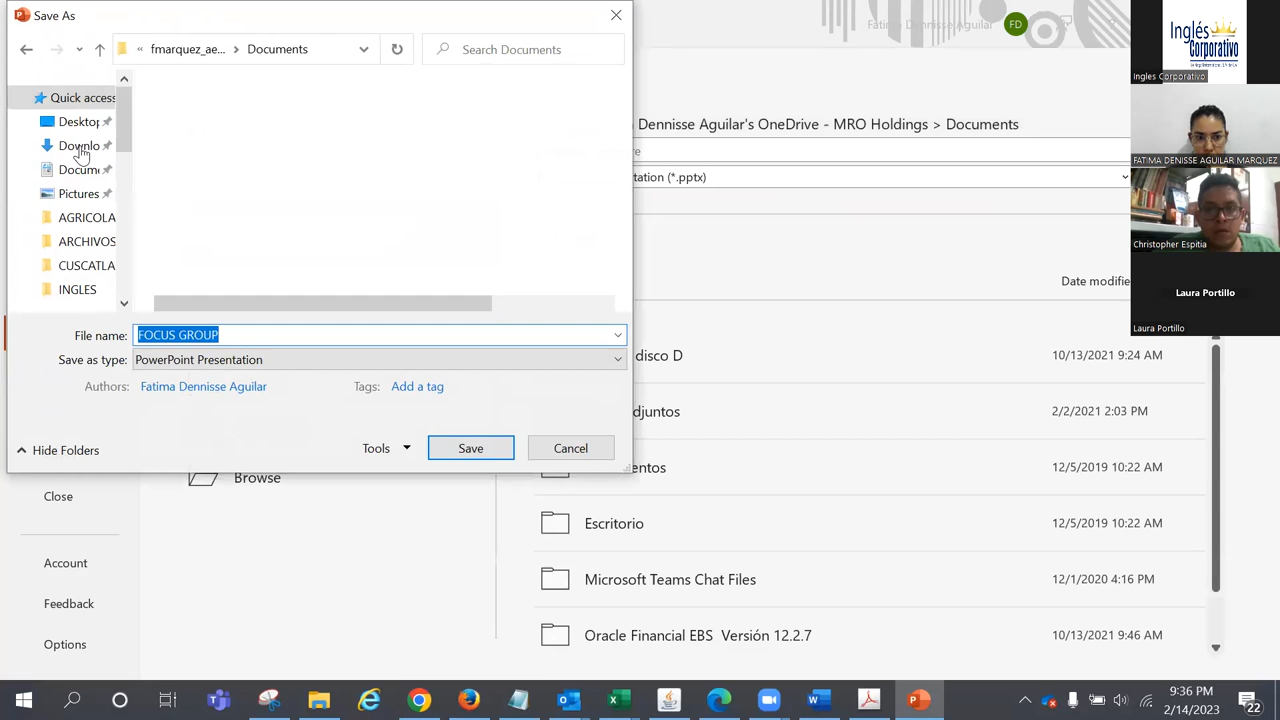 Save As
« fmarquez_ae... > Documents
Search Documents
Quick access
Desktop
Downlo
Docum
Pictures
AGRICOLA
ARCHIVOS
CUSCATLA
INGLES
File name: FOCUS GROUP
Save as type: PowerPoint Presentation
Authors: Fatima Dennisse Aguilar
Tags: Add a tag
Hide Folders
Tools
Save
Cancel
Browse
Close
Account
Feedback
Options
Fatima Dennisse Aguilar
FD
Dennisse Aguilar's OneDrive - MRO Holdings > Documents
tation (*.pptx)
Date modifie
disco D
10/13/2021 9:24 AM
djuntos
2/2/2021 2:03 PM
entos
12/5/2019 10:22 AM
Escritorio
12/5/2019 10:22 AM
Microsoft Teams Chat Files
12/1/2020 4:16 PM
Oracle Financial EBS Versión 12.2.7
10/13/2021 9:46 AM
Inglés
Corporativo
Ingles Corporativo
FATIMA DENISSE AGUILAR MARQUEZ
Christopher Espitia
Laura Portillo
Laura Portillo
9:36 PM
2/14/2023
22